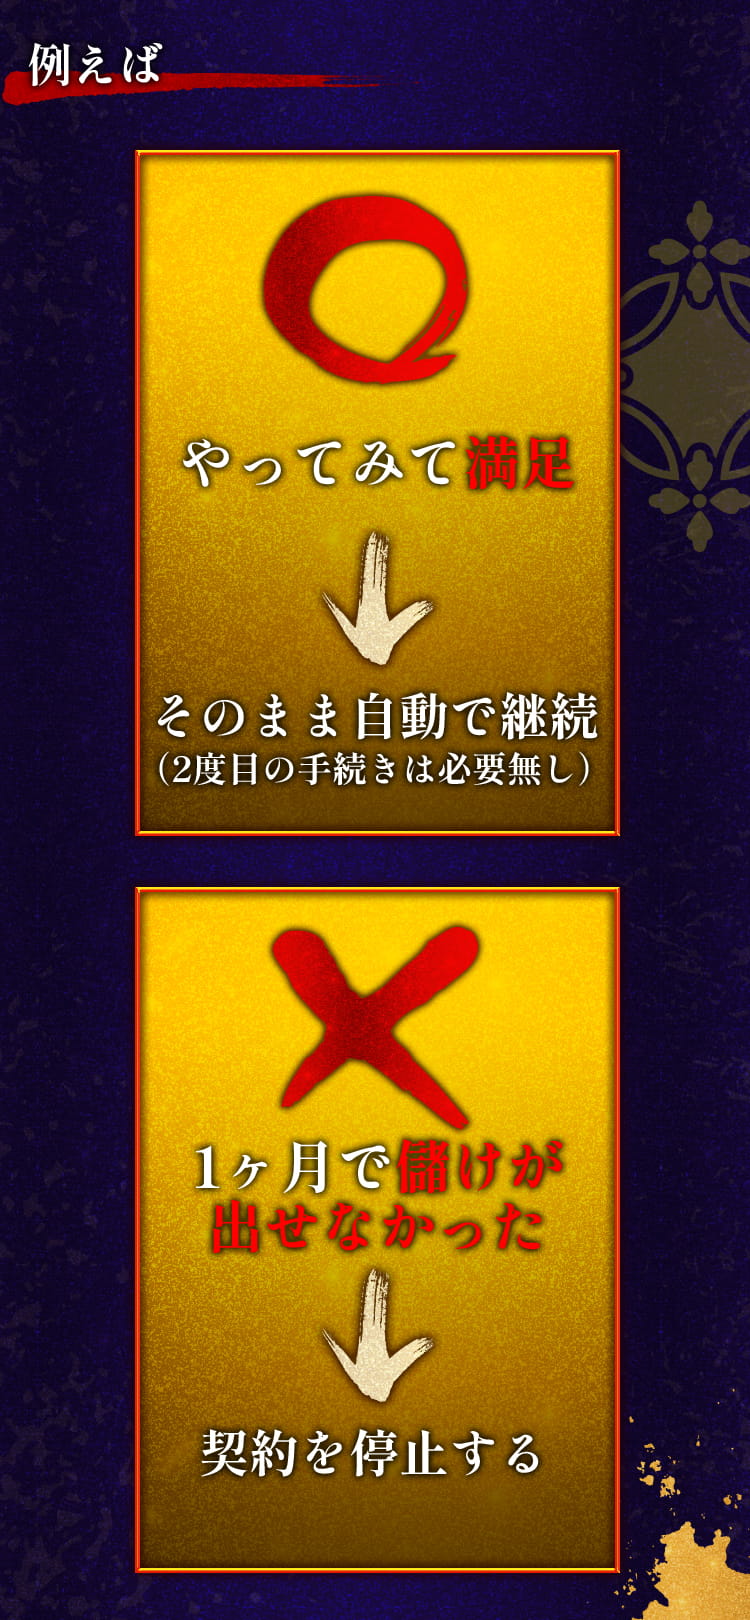 例えば
やってみて満足
そのまま自動で継続
（2度目の手続きは必要無し）
1ヶ月で儲けが
出せなかった
契約を停止する